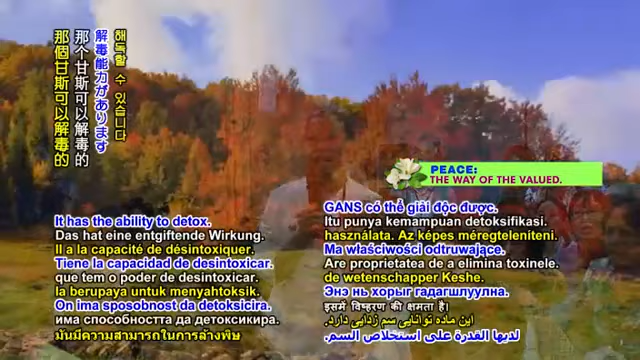 해독할 수 있습니다
解毒能力があります
那个甘斯可以解毒的
那個甘斯可以解毒的
PEACE:
THE WAY OF THE VALUED.
It has the ability to detox.
Das hat eine entgiftende Wirkung.
Il a la capacité de désintoxiquer.
Tiene la capacidad de desintoxicar.
que tem o poder de desintoxicar.
Ia berupaya untuk menyahtoksik.
On ima sposobnost da detoksicira.
има способността да детоксикира.
มันมีความสามารถในการล้างพิษ
GANS có thể giải độc được.
Itu punya kemampuan detoksifikasi.
használata. Az képes méregteleniteni.
Ma właściwości odtruwające.
Are proprietatea de a elimina toxinele.
de wetenschapper Keshe.
Энэ нь хорыг гадагшлуулна.
इसमें विषहरण की क्षमता है।
این ماده توانایی سم زدایی دارد.
لديها القدرة على استخلاص السم.